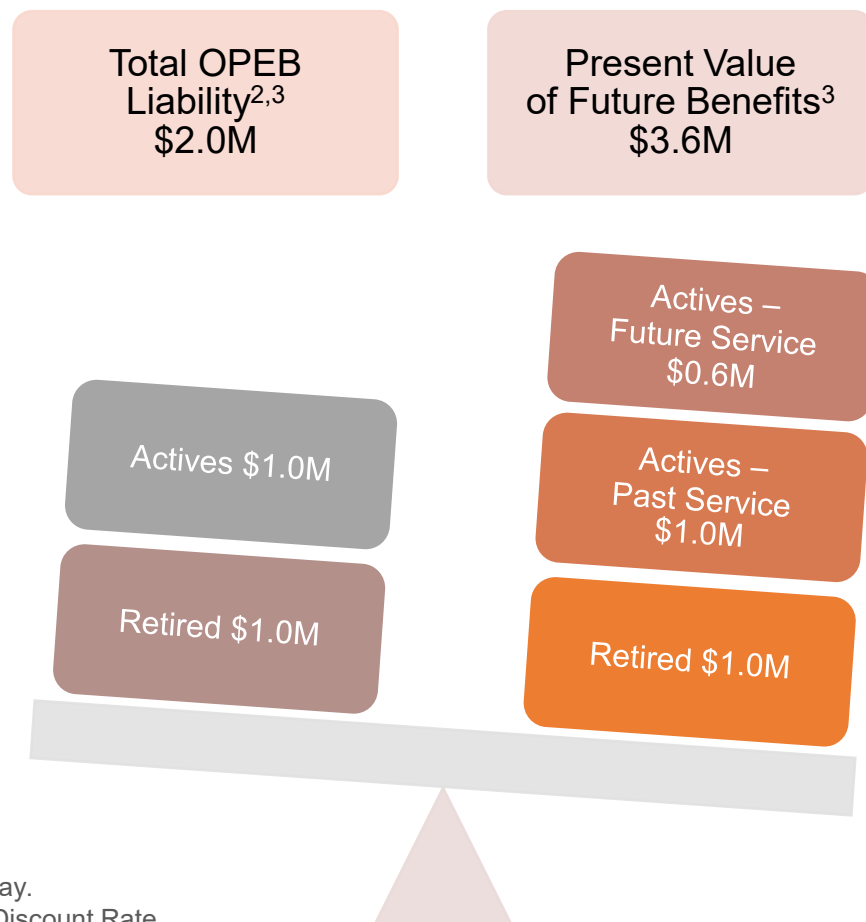 Total OPEB
Liability2,3
$2.0M
Present Value
of Future Benefits3
$3.6M
Actives –
Future Service
$0.6M
Actives $1.0M
Actives –
Past Service
$1.0M
Retired $1.0M
Retired $1.0M
ay.
Discount Rate